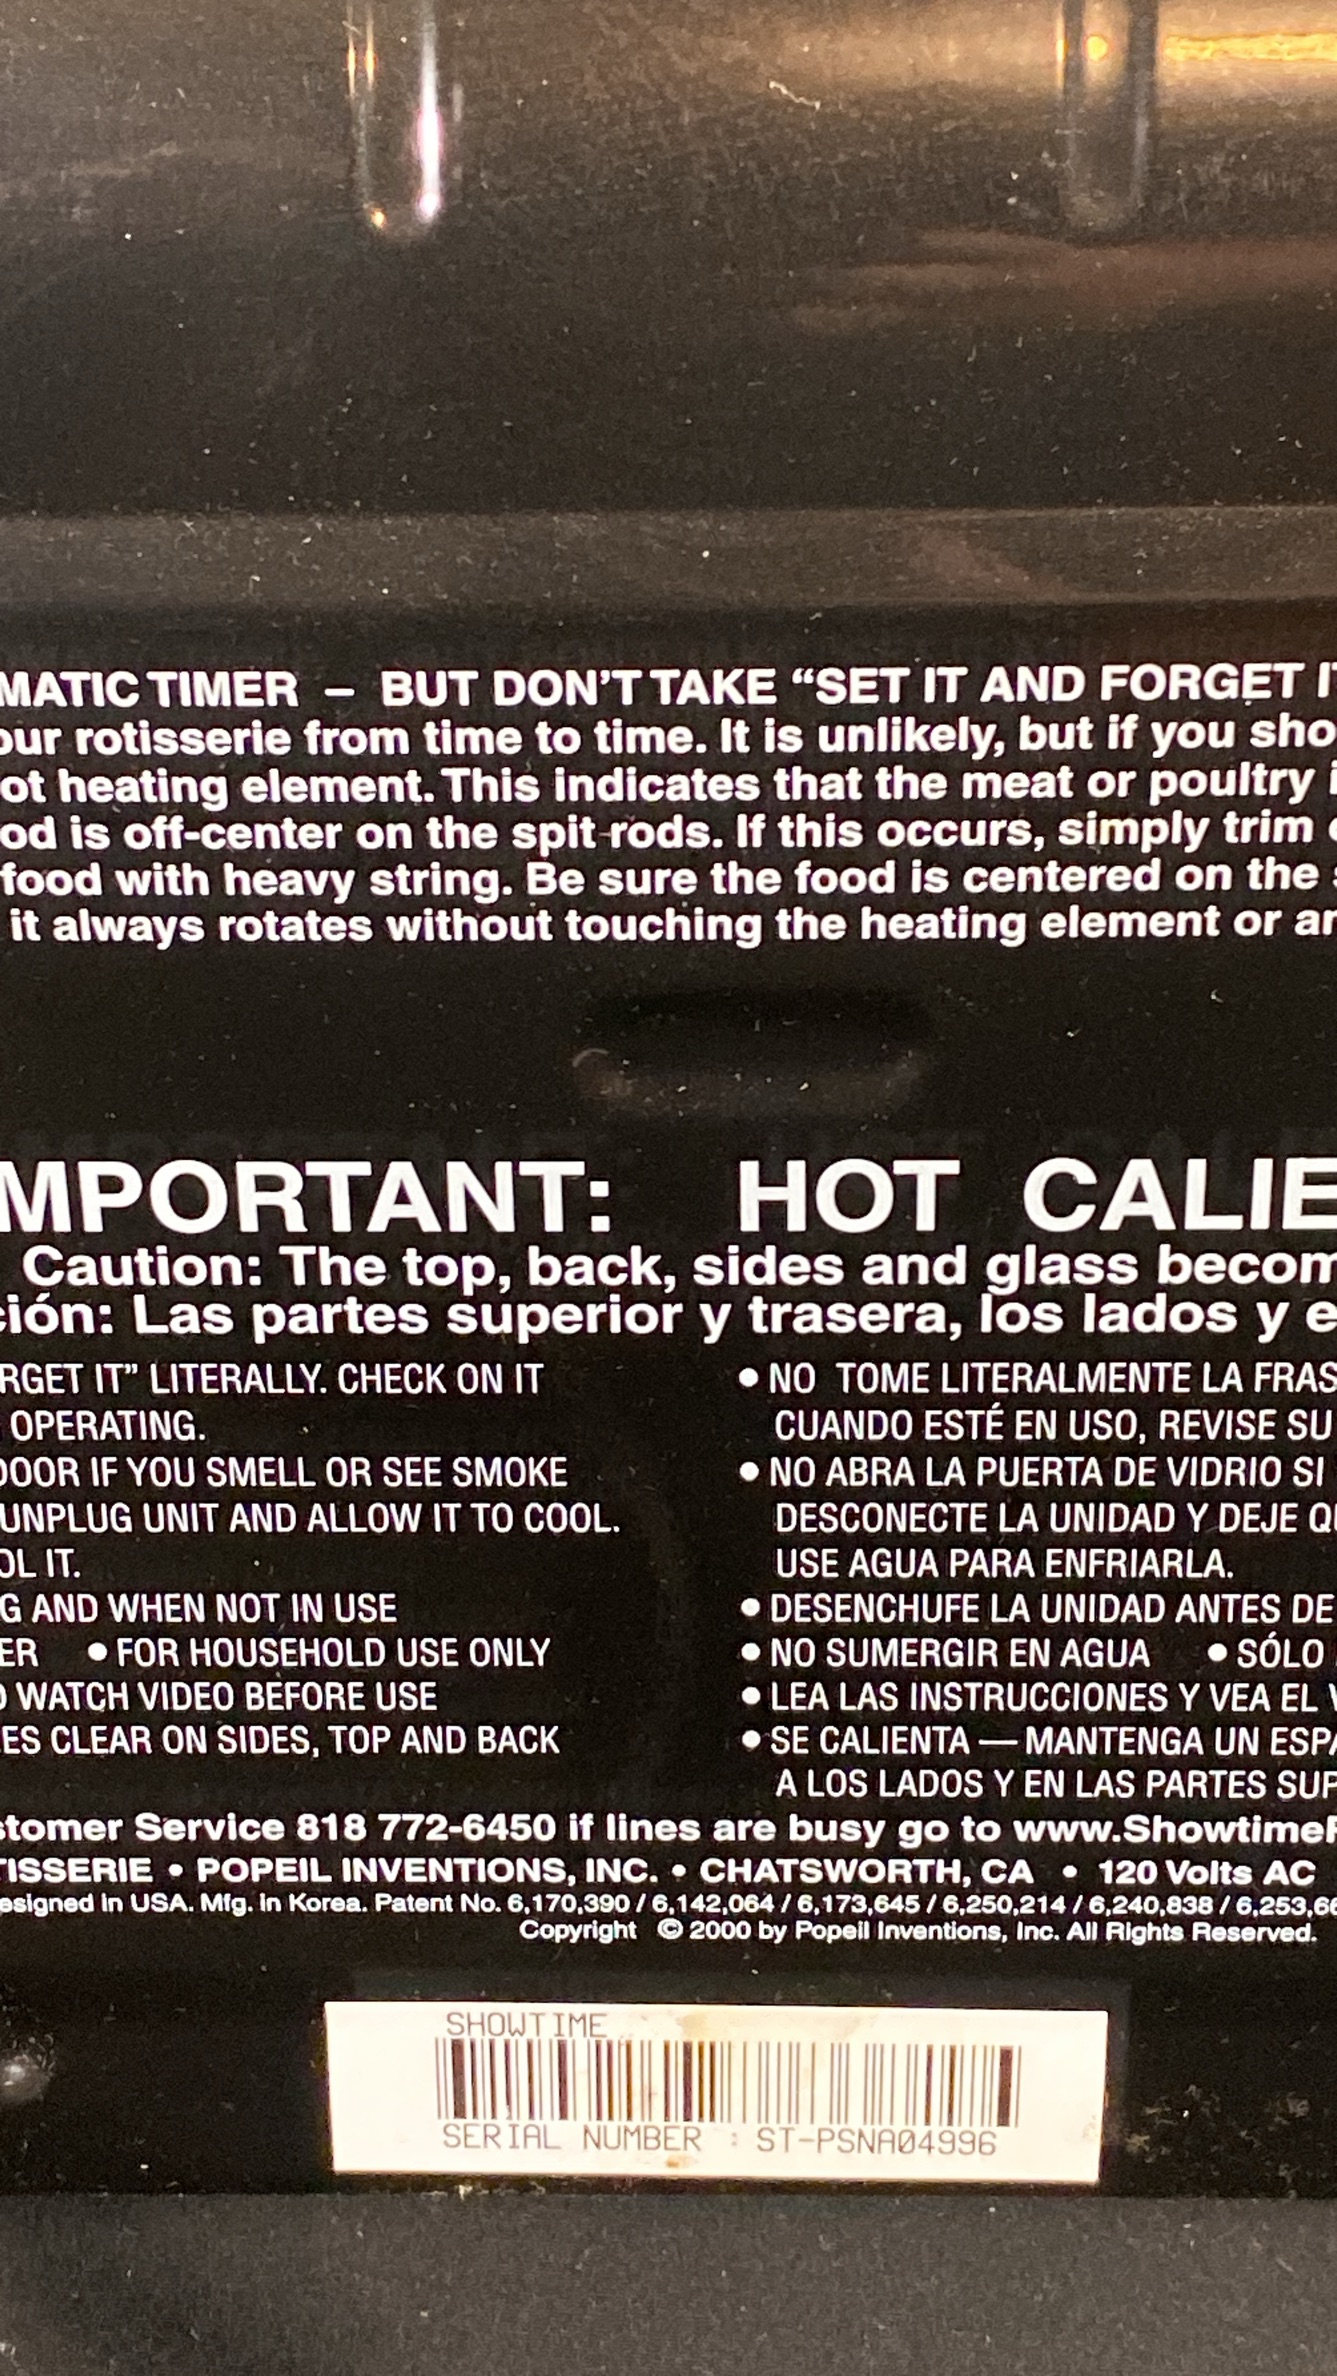 MATIC TIMER – BUT DON'T TAKE “SET IT AND FORGET IT
our rotisserie from time to time. It is unlikely, but if you sho
ot heating element. This indicates that the meat or poultry i
od is off-center on the spit rods. If this occurs, simply trim
food with heavy string. Be sure the food is centered on the
it always rotates without touching the heating element or ar
MPORTANT: HOT CALIE
Caution: The top, back, sides and glass becom
ción: Las partes superior y trasera, los lados y e
RGET IT” LITERALLY. CHECK ON IT
OPERATING.
DOOR IF YOU SMELL OR SEE SMOKE
UNPLUG UNIT AND ALLOW IT TO COOL.
OL IT.
G AND WHEN NOT IN USE
ER • FOR HOUSEHOLD USE ONLY
WATCH VIDEO BEFORE USE
ES CLEAR ON SIDES, TOP AND BACK
• NO TOME LITERALMENTE LA FRAS
CUANDO ESTÉ EN USO, REVISE SU
• NO ABRA LA PUERTA DE VIDRIO SI
DESCONECTE LA UNIDAD Y DEJE QU
USE AGUA PARA ENFRIARLA.
• DESENCHUFE LA UNIDAD ANTES DE
• NO SUMERGIR EN AGUA • SÓLO
• LEA LAS INSTRUCCIONES Y VEA EL V
• SE CALIENTA — MANTENGA UN ESPA
A LOS LADOS Y EN LAS PARTES SUP
stomer Service 818 772-6450 if lines are busy go to www.ShowtimeR
TISSERIE • POPEIL INVENTIONS, INC. • CHATSWORTH, CA • 120 Volts AC
esigned in USA. Mfg. in Korea. Patent No. 6,170,390 / 6,142,064 / 6,173,645 / 6,250,214 / 6,240,838 / 6,253,66
Copyright © 2000 by Popeil Inventions, Inc. All Rights Reserved.
SHOWTIME
SERIAL NUMBER : ST-PSNA04996